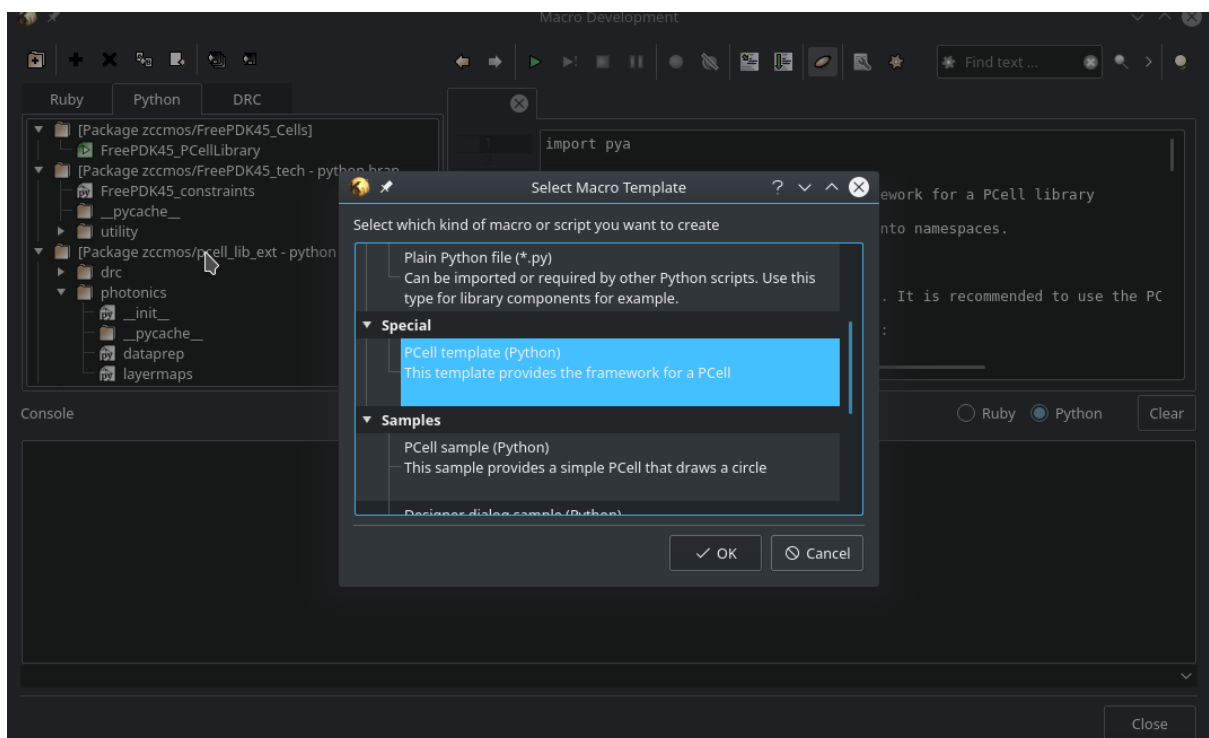 Macro Development
Find text ...
Ruby Python DRC
[Package zccmos/FreePDK45_Cells]
FreePDK45_PCellLibrary
[Package zccmos/FreePDK45_tech - python bran
FreePDK45_constraints
__pycache__
utility
[Package zccmos/pcell_lib_ext - python
drc
photonics
__init__
__pycache__
dataprep
layermaps
1 import pya
ework for a PCell library
nto namespaces.
. It is recommended to use the PC
:
Select Macro Template
Select which kind of macro or script you want to create
Plain Python file (*.py)
Can be imported or required by other Python scripts. Use this
type for library components for example.
Special
PCell template (Python)
This template provides the framework for a PCell
Samples
PCell sample (Python)
This sample provides a simple PCell that draws a circle
Designer dialog sample (Python)
OK Cancel
Console
Ruby Python Clear
Close